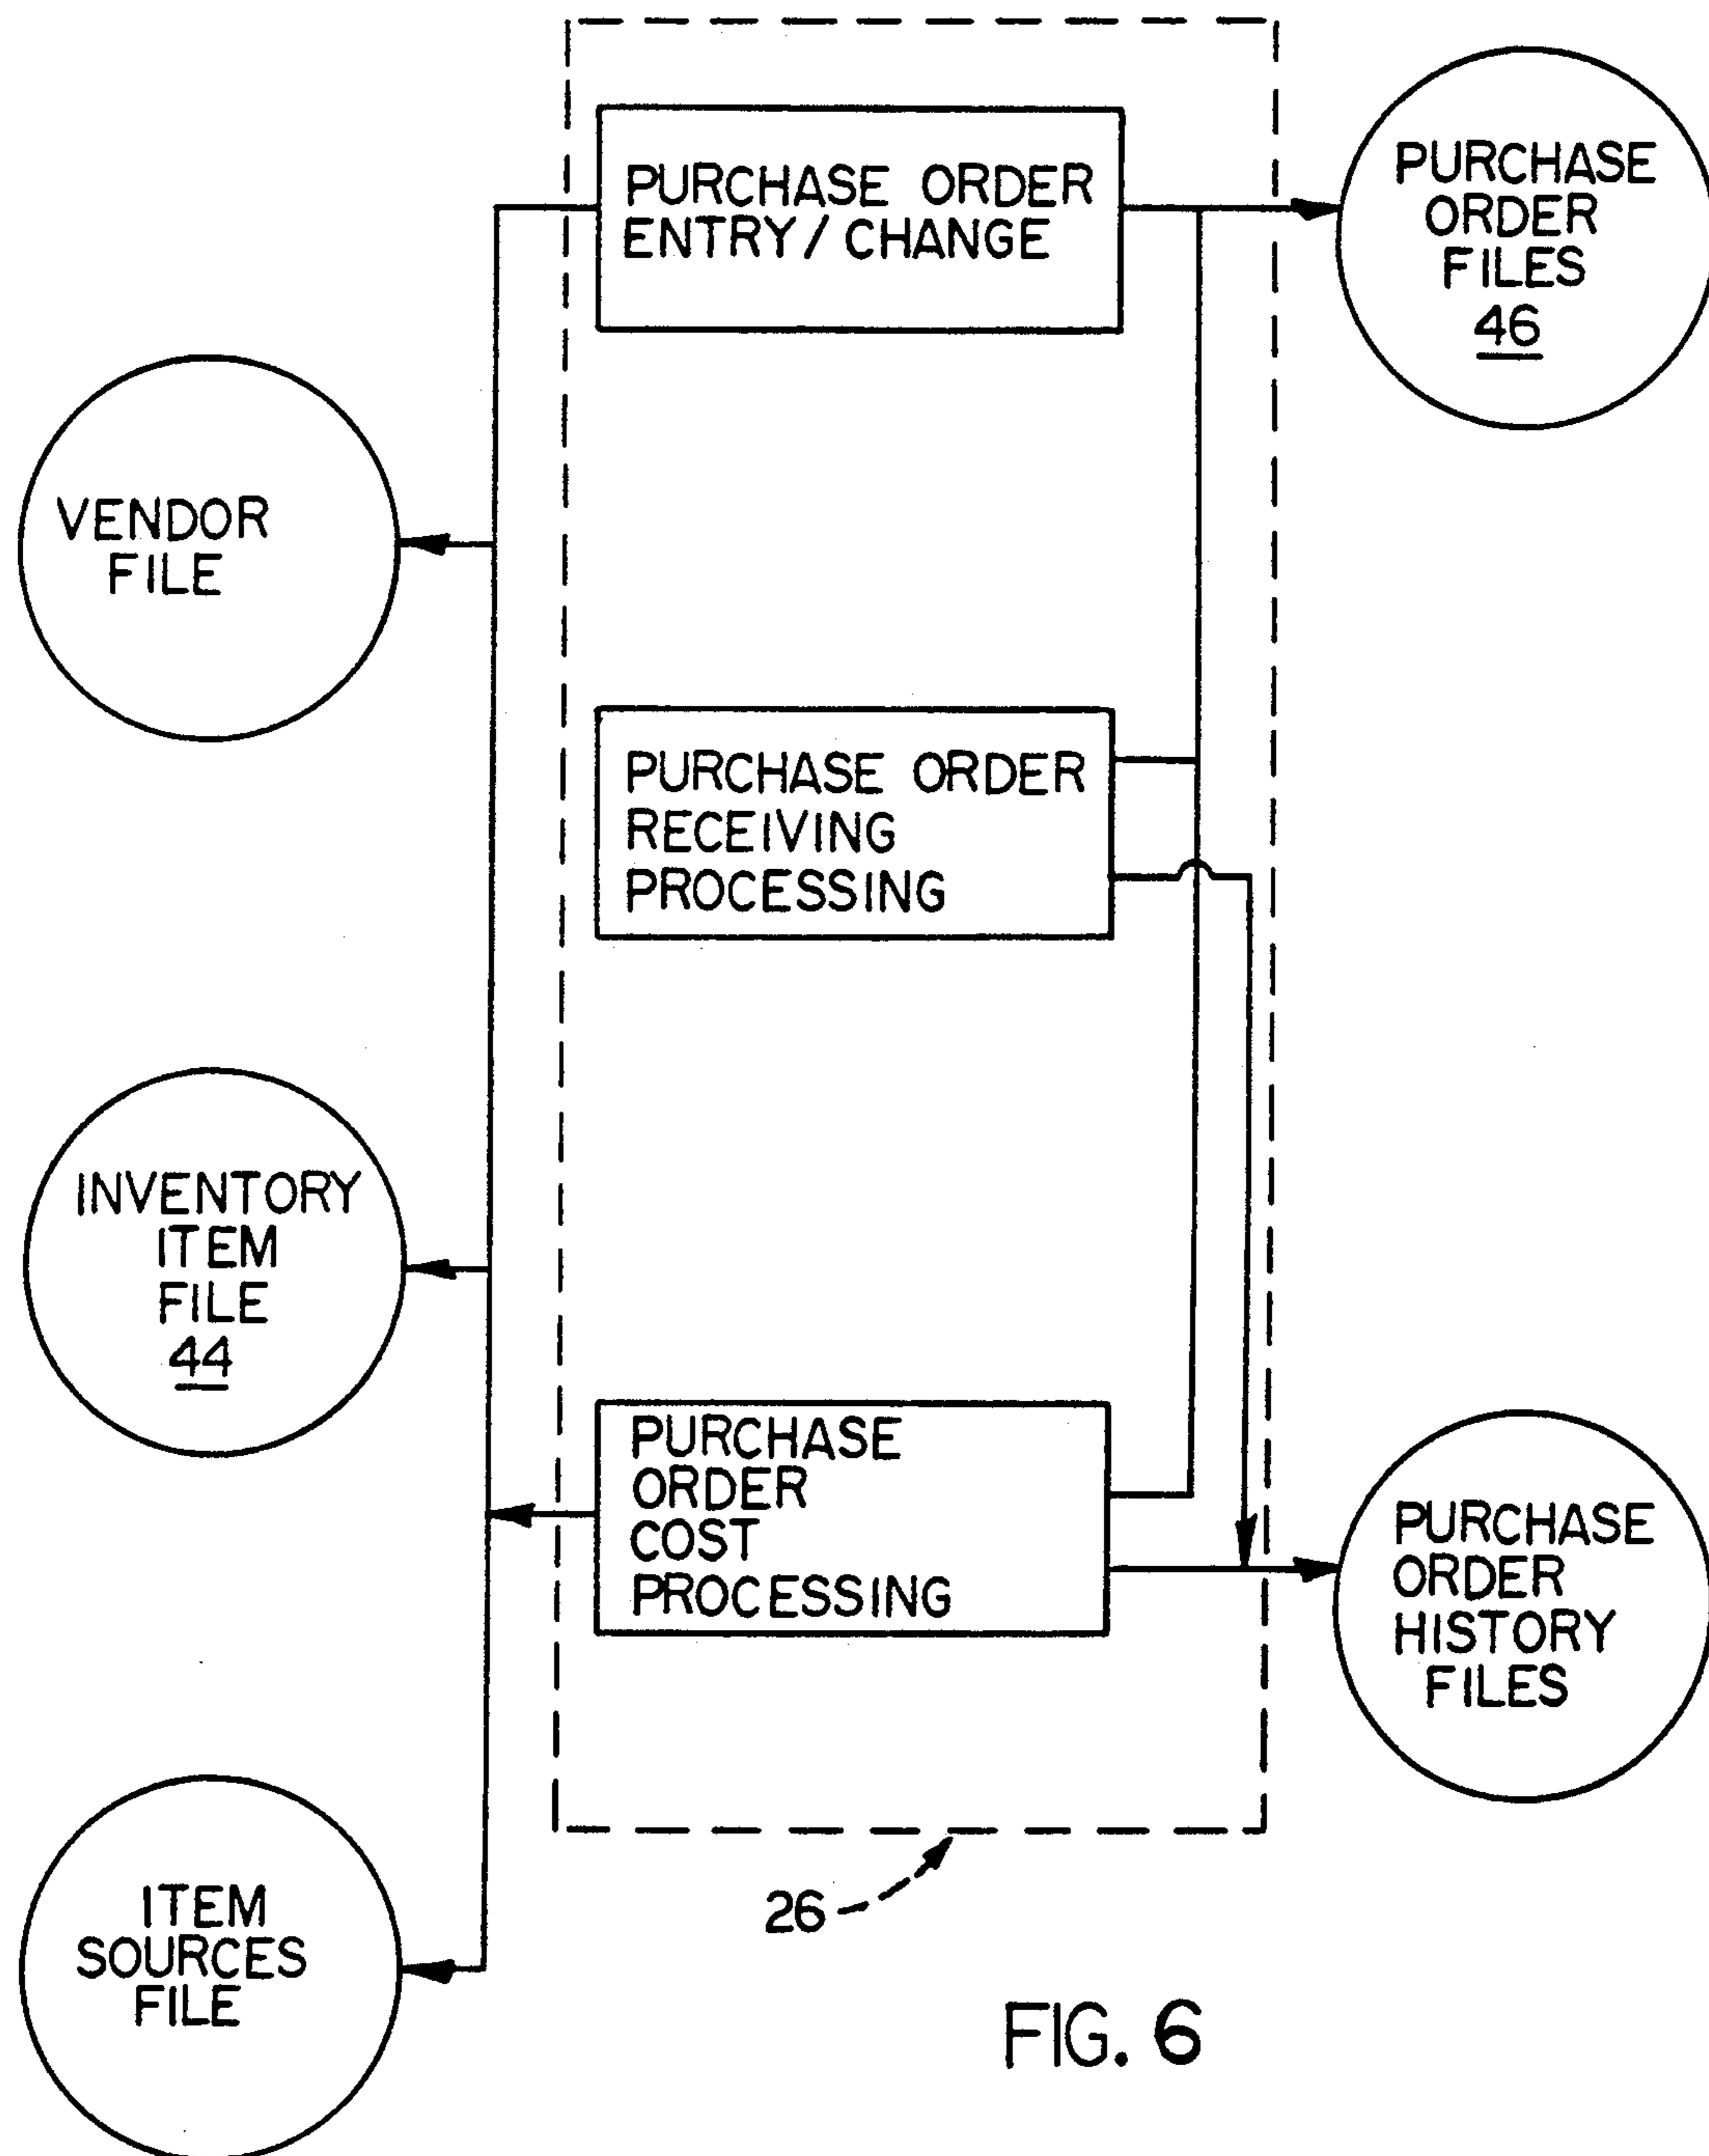 PURCHASE ORDER
ENTRY/CHANGE
PURCHASE
ORDER
FILES
46
VENDOR
FILE
PURCHASE ORDER
RECEIVING
PROCESSING
INVENTORY
ITEM
FILE
44
PURCHASE
ORDER
COST
PROCESSING
PURCHASE
ORDER
HISTORY
FILES
26
ITEM
SOURCES
FILE
FIG. 6